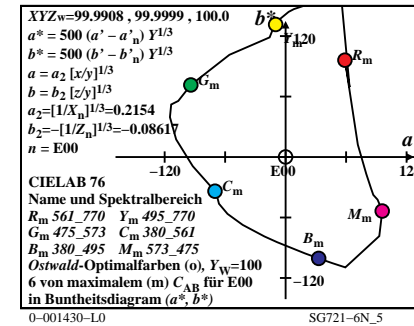 XYZw=99.9908, 99.9999, 100.0
a* = 500 (a' – a'n) Y1/3
b* = 500 (b' – b'n) Y1/3
a = a2 [x/y]1/3
b = b2 [z/y]1/3
a2=[1/Xn]1/3=0.2154
b2=–[1/Zn]1/3=–0.08617
n = E00
b*
120
Ym
Rm
Gm
a
–120
E00
12
Cm
Mm
Bm
–120
CIELAB 76
Name und Spektralbereich
Rm 561_770 Ym 495_770
Gm 475_573 Cm 380_561
Bm 380_495 Mm 573_475
Ostwald-Optimalfarben (o), YW=100
6 von maximalem (m) CAB für E00
in Buntheitsdiagram (a*, b*)
0–001430–L0
SG721–6N_5